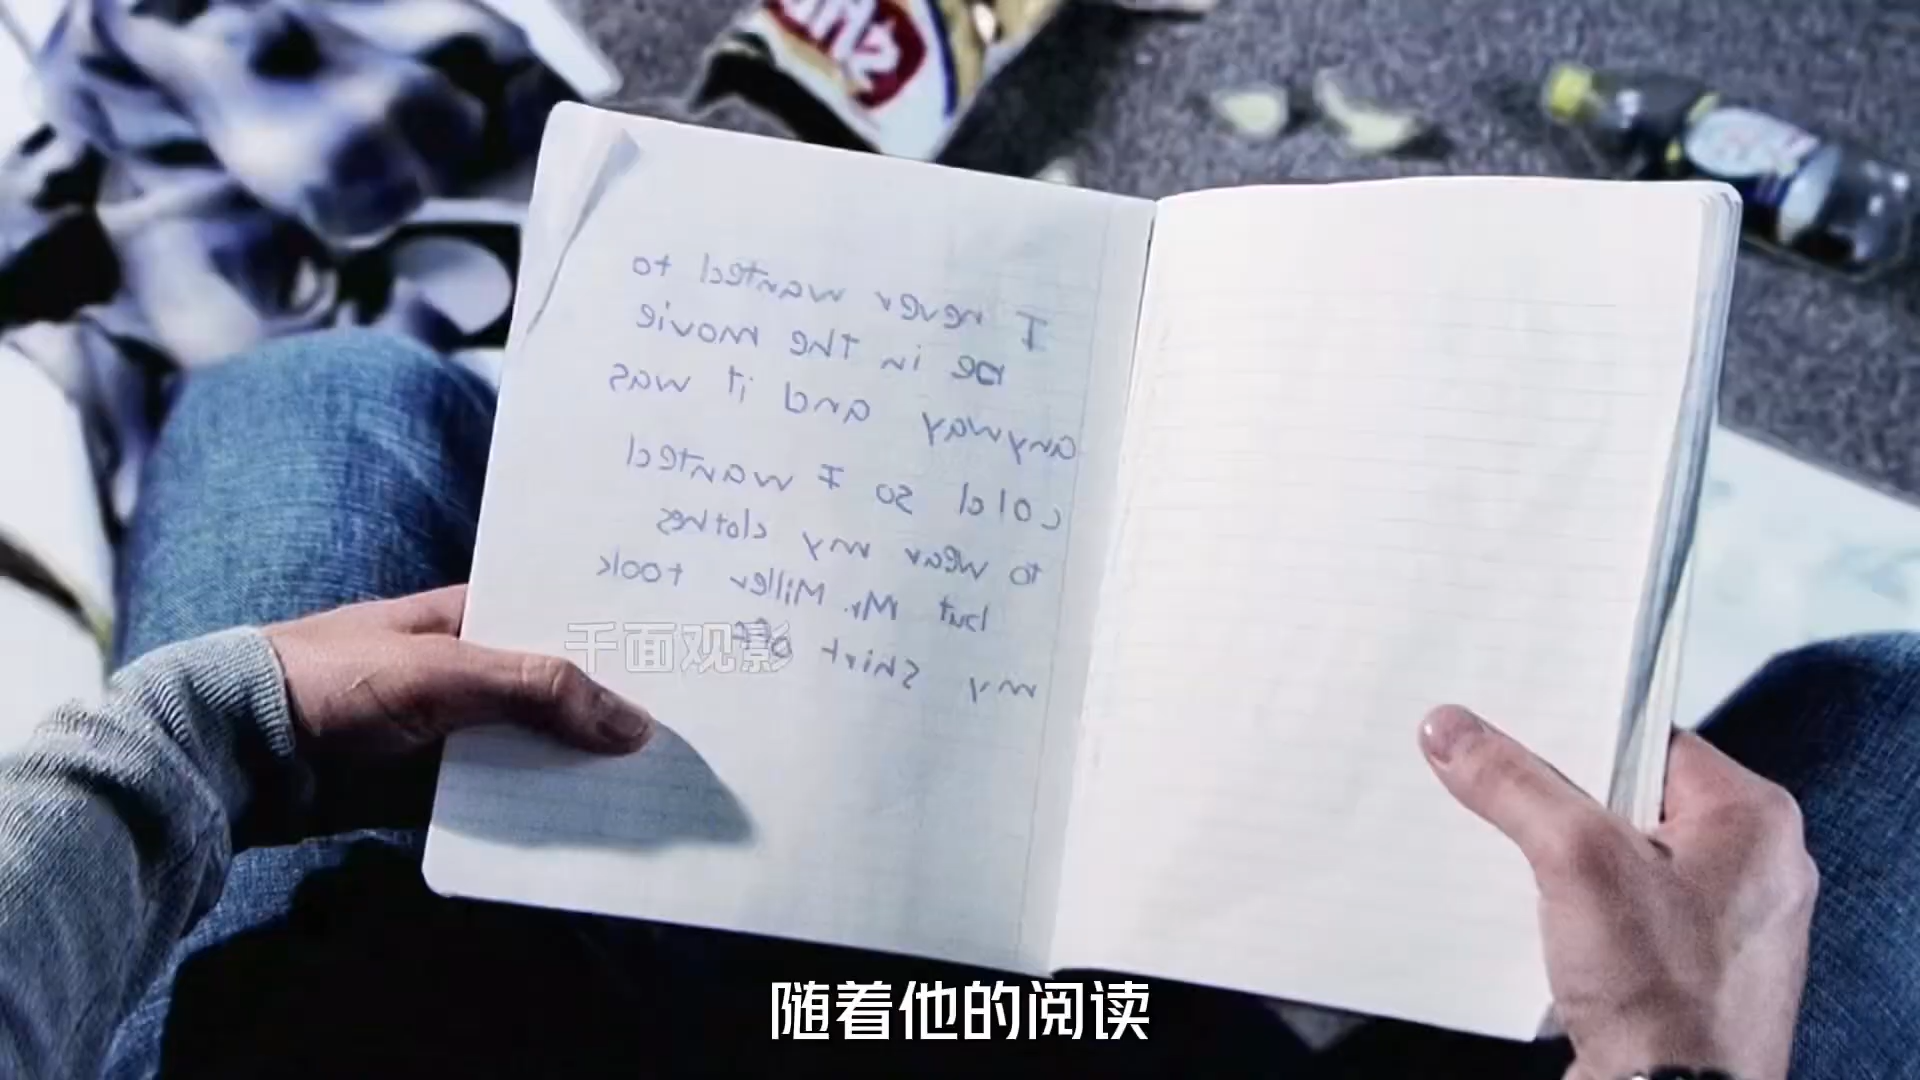 I never wanted to
be in the movie
anyway and it was
cold so I wanted
to wear my clothes
but Mr. Miller took
my shirt off
千面观影
随着他的阅读